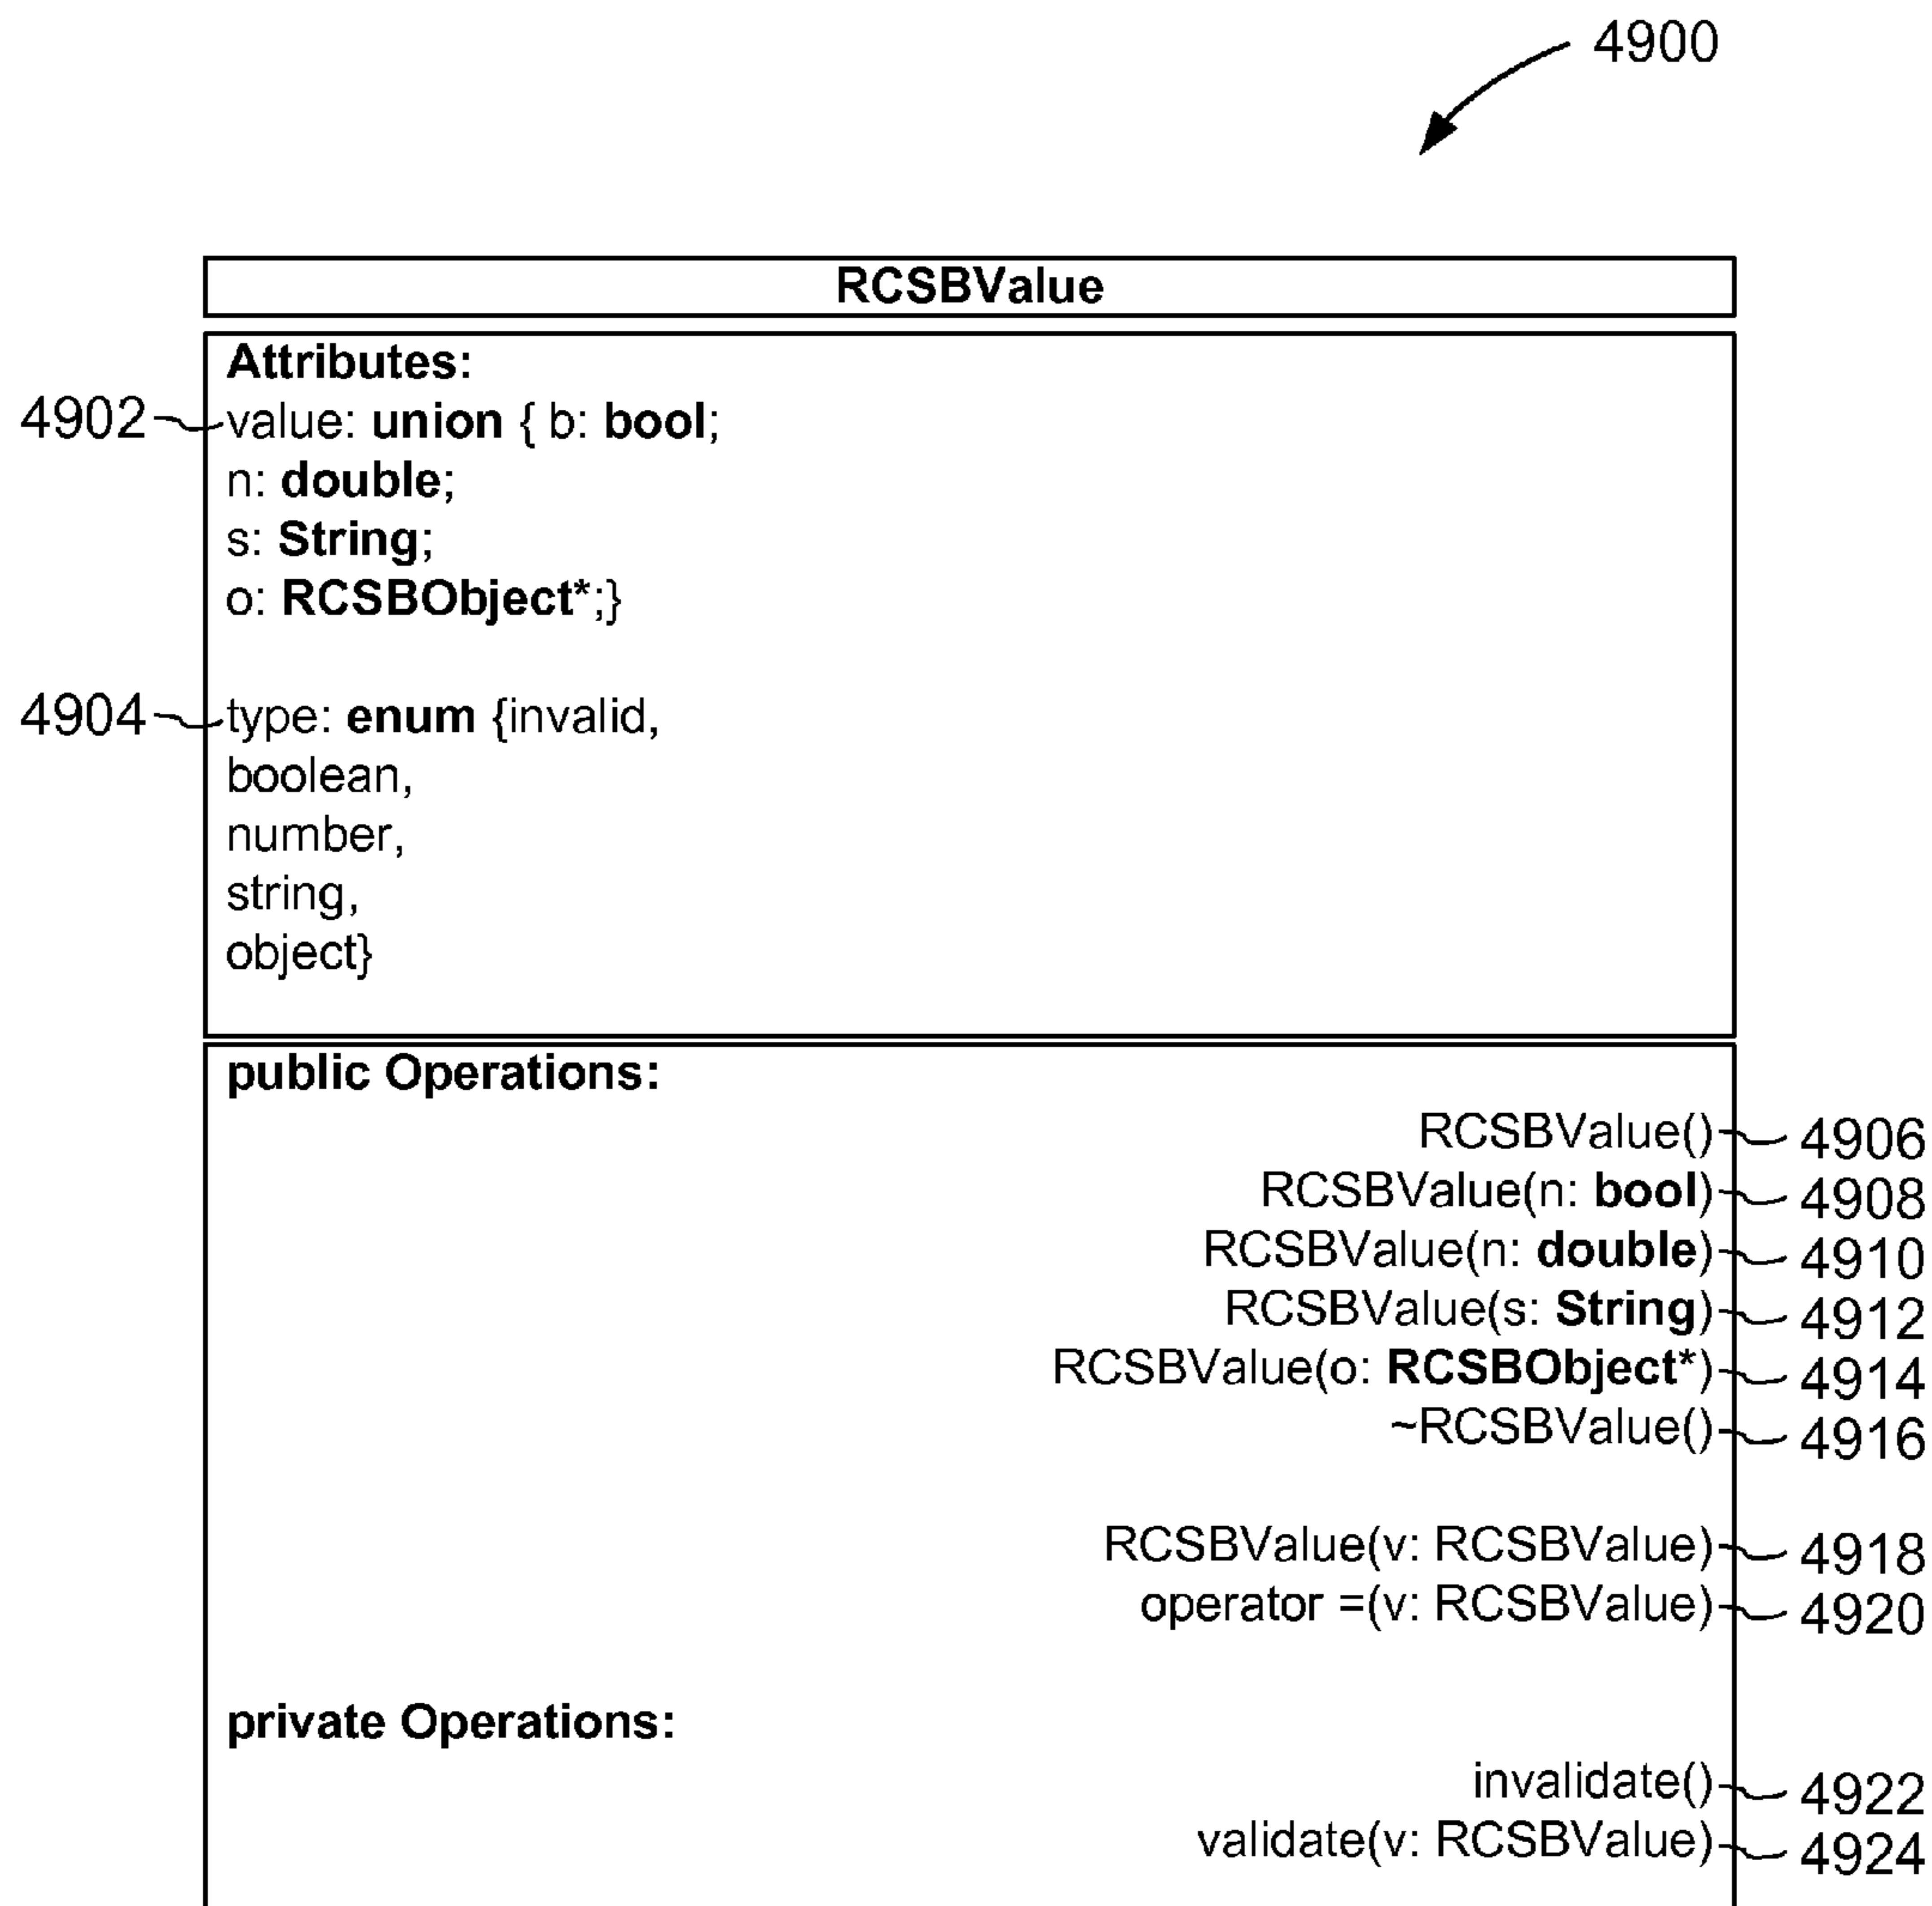 4900
RCSBValue
Attributes:
4902 value: union { b: bool;
n: double;
s: String;
o: RCSBObject*;}
4904 type: enum {invalid,
boolean,
number,
string,
object}
public Operations:
RCSBValue() 4906
RCSBValue(n: bool) 4908
RCSBValue(n: double) 4910
RCSBValue(s: String) 4912
RCSBValue(o: RCSBObject*) 4914
~RCSBValue() 4916
RCSBValue(v: RCSBValue) 4918
operator =(v: RCSBValue) 4920
private Operations:
invalidate() 4922
validate(v: RCSBValue) 4924